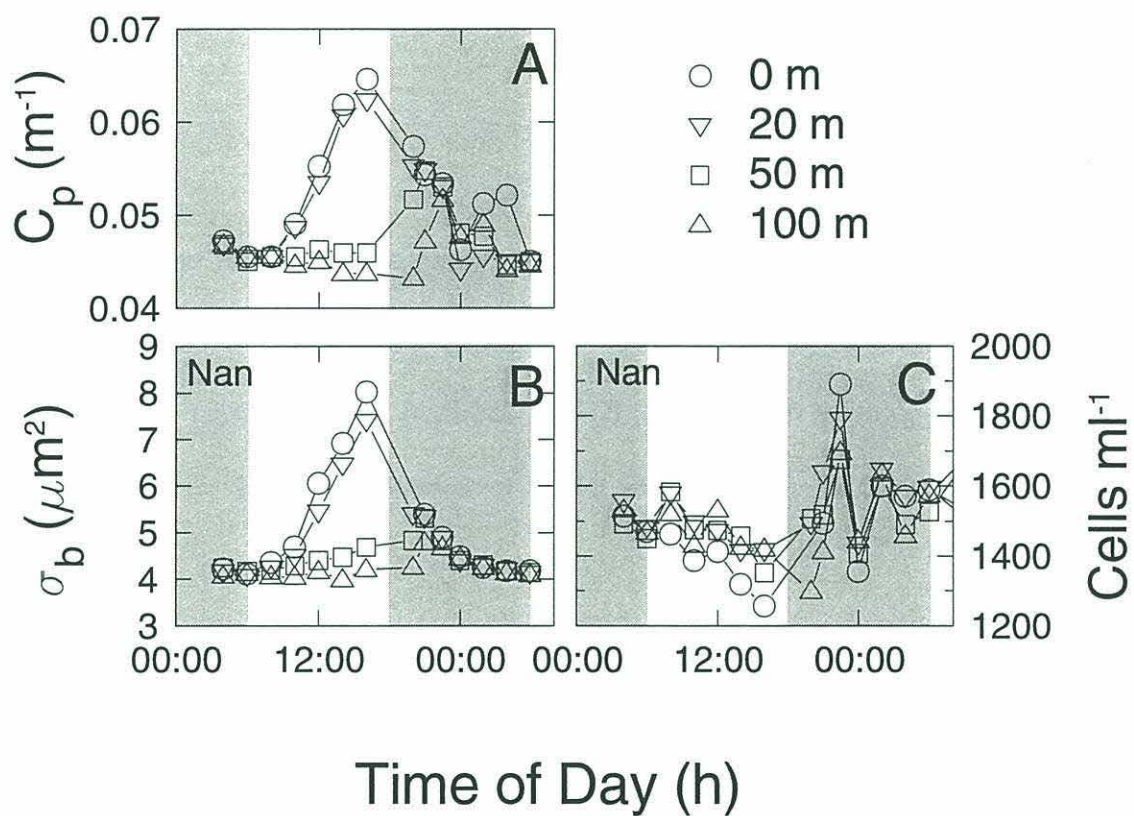 0.07
0.06
0.05
0.04
C_p (m⁻¹)
A
0 m
20 m
50 m
100 m
9
8
7
6
5
4
3
σ_b (μm²)
Nan
B
Nan
C
2000
1800
1600
1400
1200
Cells ml⁻¹
00:00 12:00 00:00 00:00 12:00 00:00
Time of Day (h)